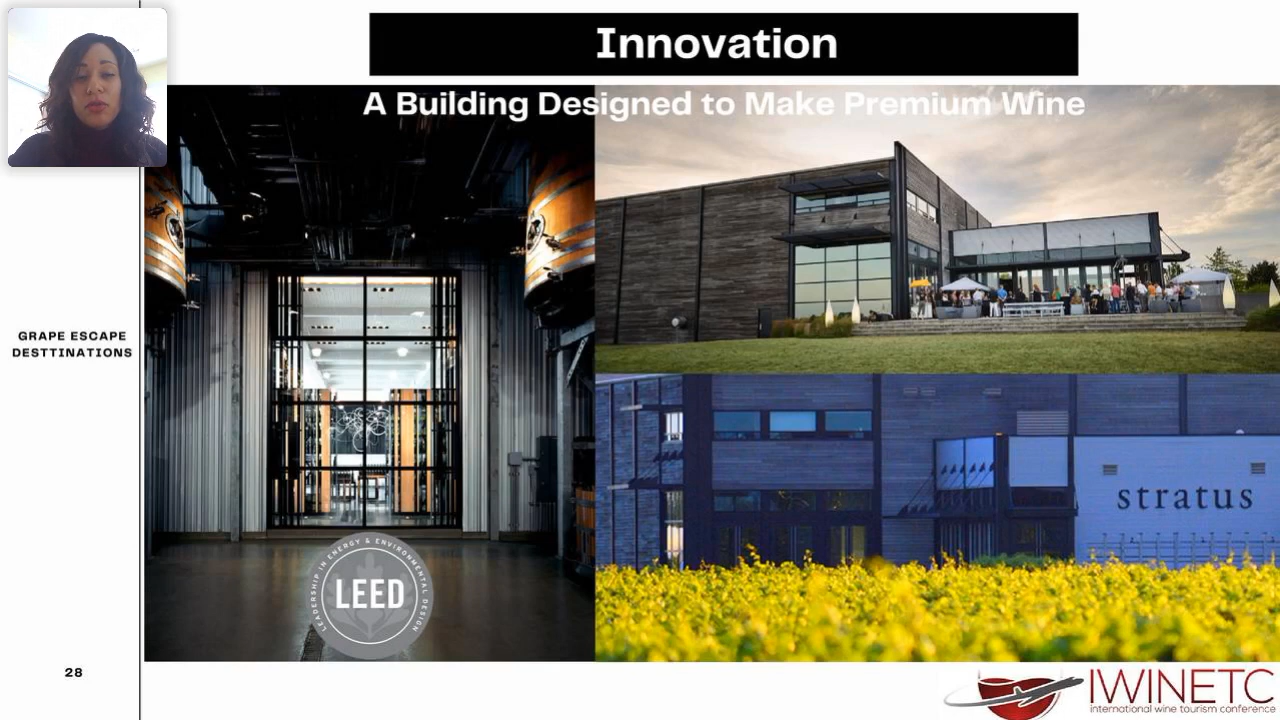 Innovation
A Building Designed to Make Premium Wine
GRAPE ESCAPE
DESTTINATIONS
stratus
LEADERSHIP IN ENERGY & ENVIRONMENTAL DESIGN
LEED
28
IWINETC
international wine tourism conference